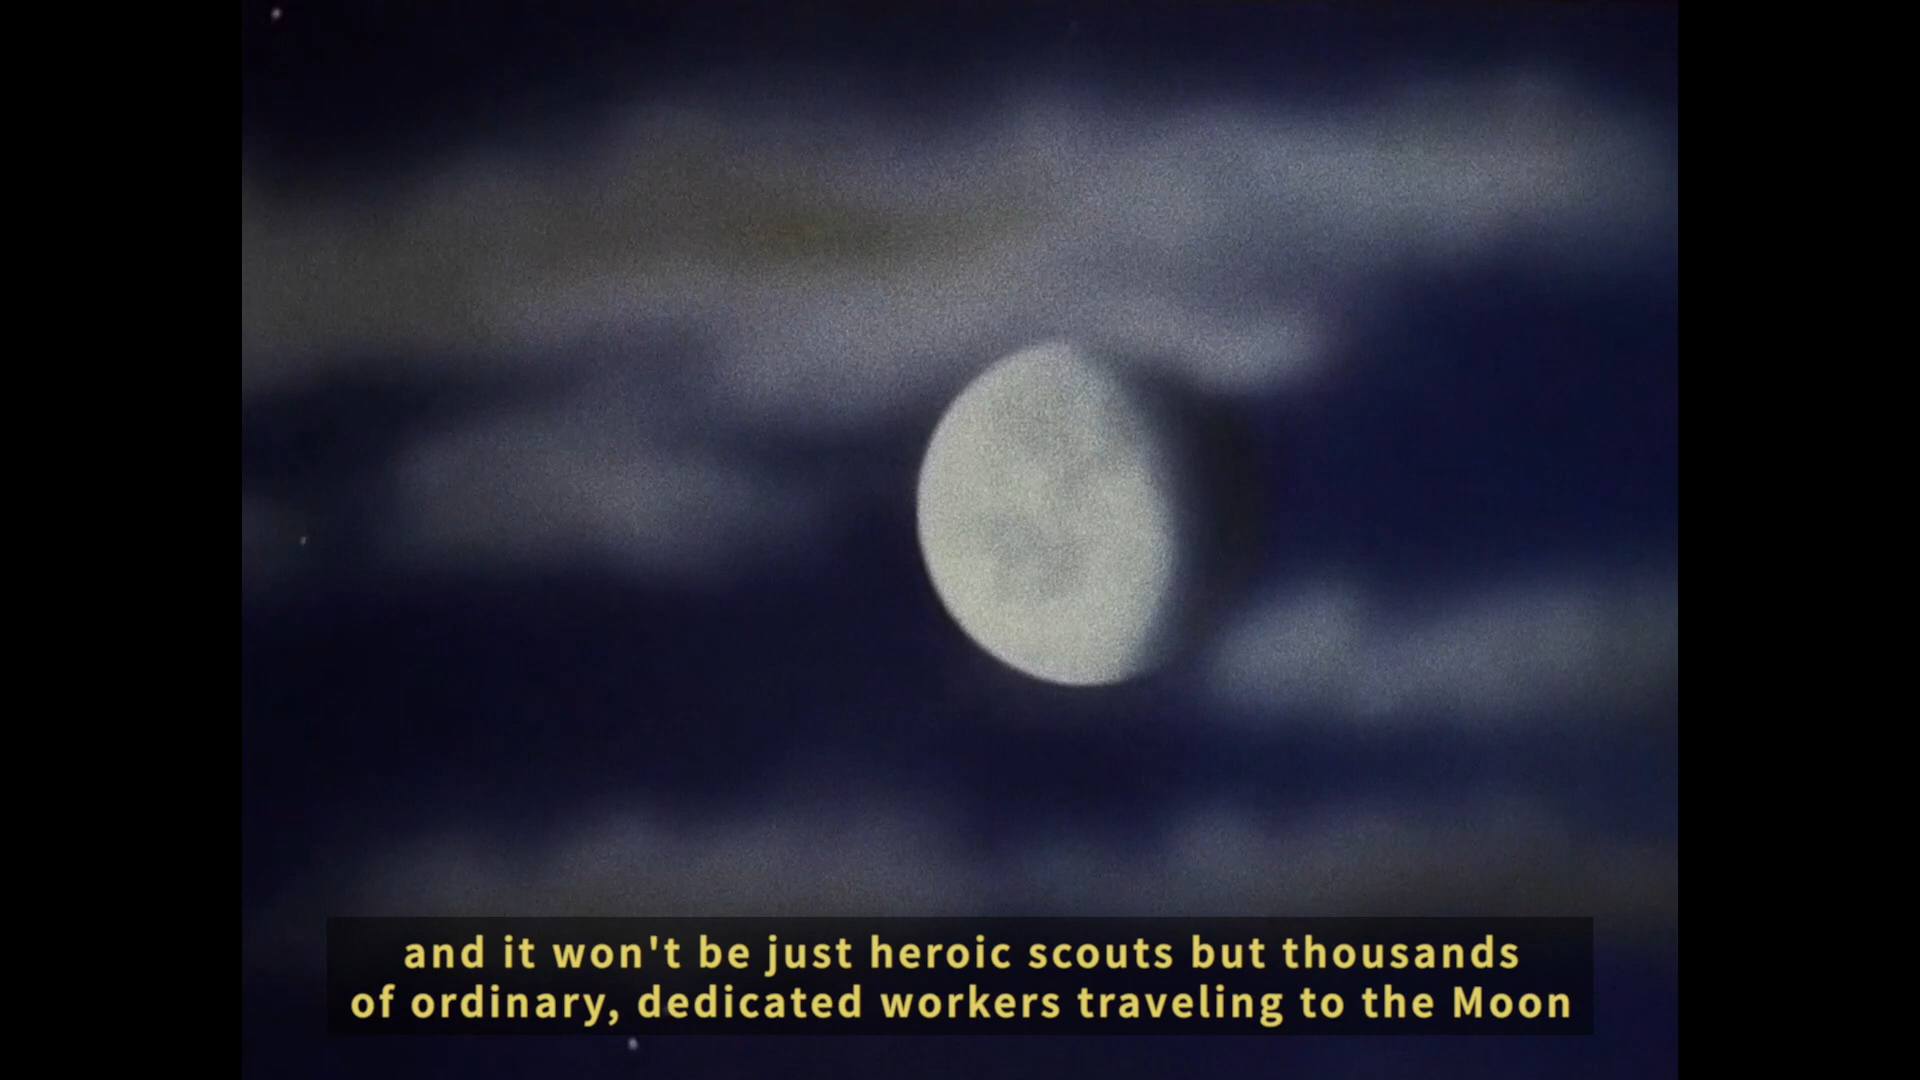 and it won't be just heroic scouts but thousands
of ordinary, dedicated workers traveling to the Moon